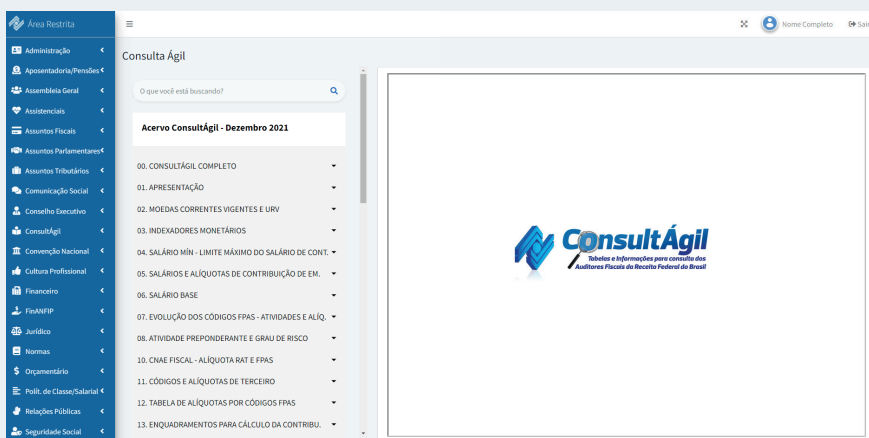 Área Restrita
Nome Completo
Sair
Administração
Aposentadoria/Pensões
Assembleia Geral
Assistenciais
Assuntos Fiscais
Assuntos Parlamentares
Assuntos Tributários
Comunicação Social
Conselho Executivo
ConsultÁgil
Convenção Nacional
Cultura Profissional
Financeiro
FinANFIP
Jurídico
Normas
Orçamentário
Polit. de Classe/Salarial
Relações Públicas
Seguridade Social
Consulta Ágil
O que você está buscando?
Acervo ConsultÁgil - Dezembro 2021
00. CONSULTÁGIL COMPLETO
01. APRESENTAÇÃO
02. MOEDAS CORRENTES VIGENTES E URV
03. INDEXADORES MONETÁRIOS
04. SALÁRIO MÍN - LIMITE MÁXIMO DO SALÁRIO DE CONT.
05. SALÁRIOS E ALÍQUOTAS DE CONTRIBUIÇÃO DE EM.
06. SALÁRIO BASE
07. EVOLUÇÃO DOS CÓDIGOS FPAS - ATIVIDADES E ALÍQ.
08. ATIVIDADE PREPONDERANTE E GRAU DE RISCO
10. CNAE FISCAL - ALÍQUOTA RAT E FPAS
11. CÓDIGOS E ALÍQUOTAS DE TERCEIRO
12. TABELA DE ALÍQUOTAS POR CÓDIGOS FPAS
13. ENQUADRAMENTOS PARA CÁLCULO DA CONTRIBU.
ConsultÁgil
Tabelas e Informações para consulta dos
Auditores Fiscais da Receita Federal do Brasil